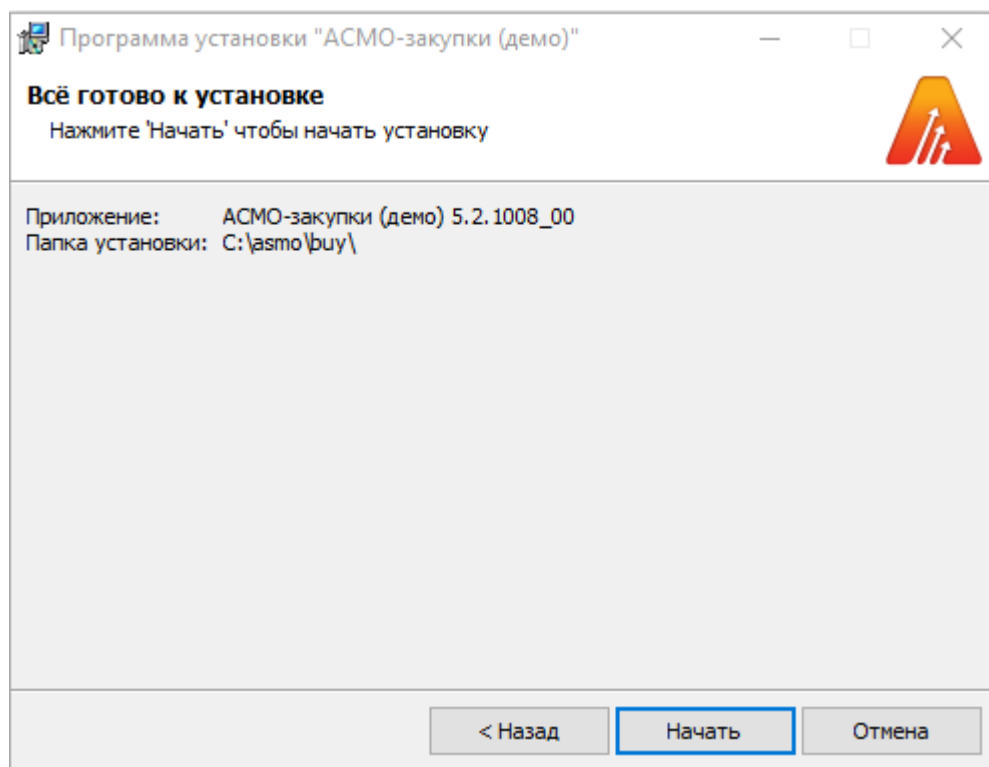 Программа установки "АСМО-закупки (демо)"
Всё готово к установке
Нажмите 'Начать' чтобы начать установку
Приложение: АСМО-закупки (демо) 5.2.1008_00
Папка установки: C:\asmo\buy\
< Назад Начать Отмена